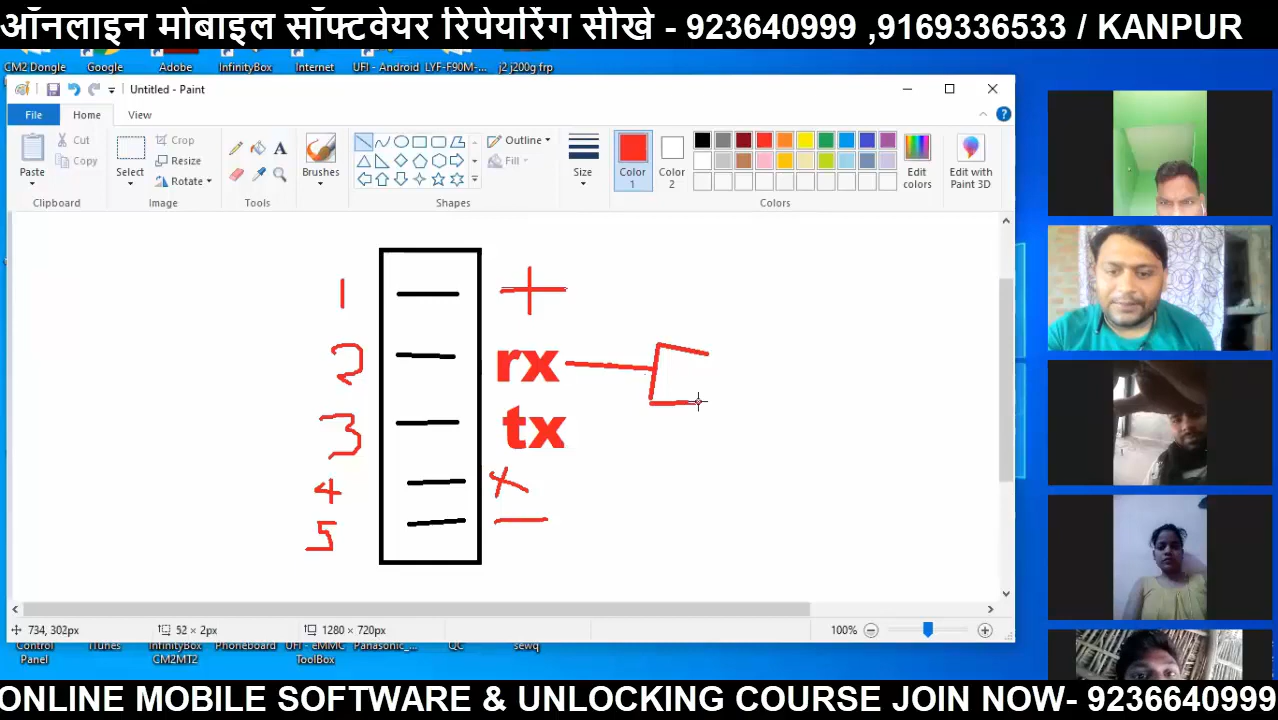 ऑनलाइन मोबाइल सॉफ्टवेयर रिपेयरिंग सीखे - 923640999 ,9169336533 / KANPUR
CM2 Dongle Google Adobe InfinityBox Internet UFI - Android LYF-F90M-... j2 j200g frp
Untitled - Paint
File Home View
Cut
Copy
Paste
Clipboard
Select
Crop
Resize
Rotate
Image
Tools
Brushes
Outline
Fill
Shapes
Size
Color 1
Color 2
Edit colors
Edit with Paint 3D
Colors
1 +
2 rx
3 tx
4 x
5 –
734, 302px 52 × 2px 1280 × 720px 100%
Control Panel
iTunes
InfinityBox CM2MT2
Phoneboard
UFI - eMMC ToolBox
Panasonic_...
QC
sewq
ONLINE MOBILE SOFTWARE & UNLOCKING COURSE JOIN NOW- 9236640999